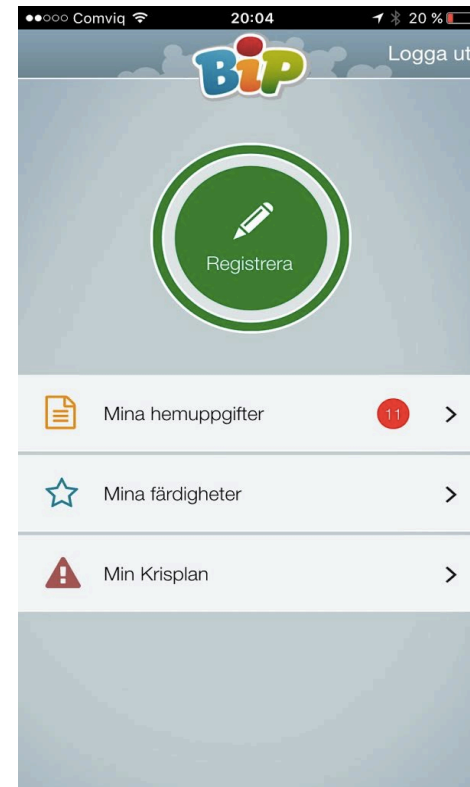 Comviq 20:04 20 %
BiP Logga ut
Registrera
Mina hemuppgifter 11
Mina färdigheter
Min Krisplan